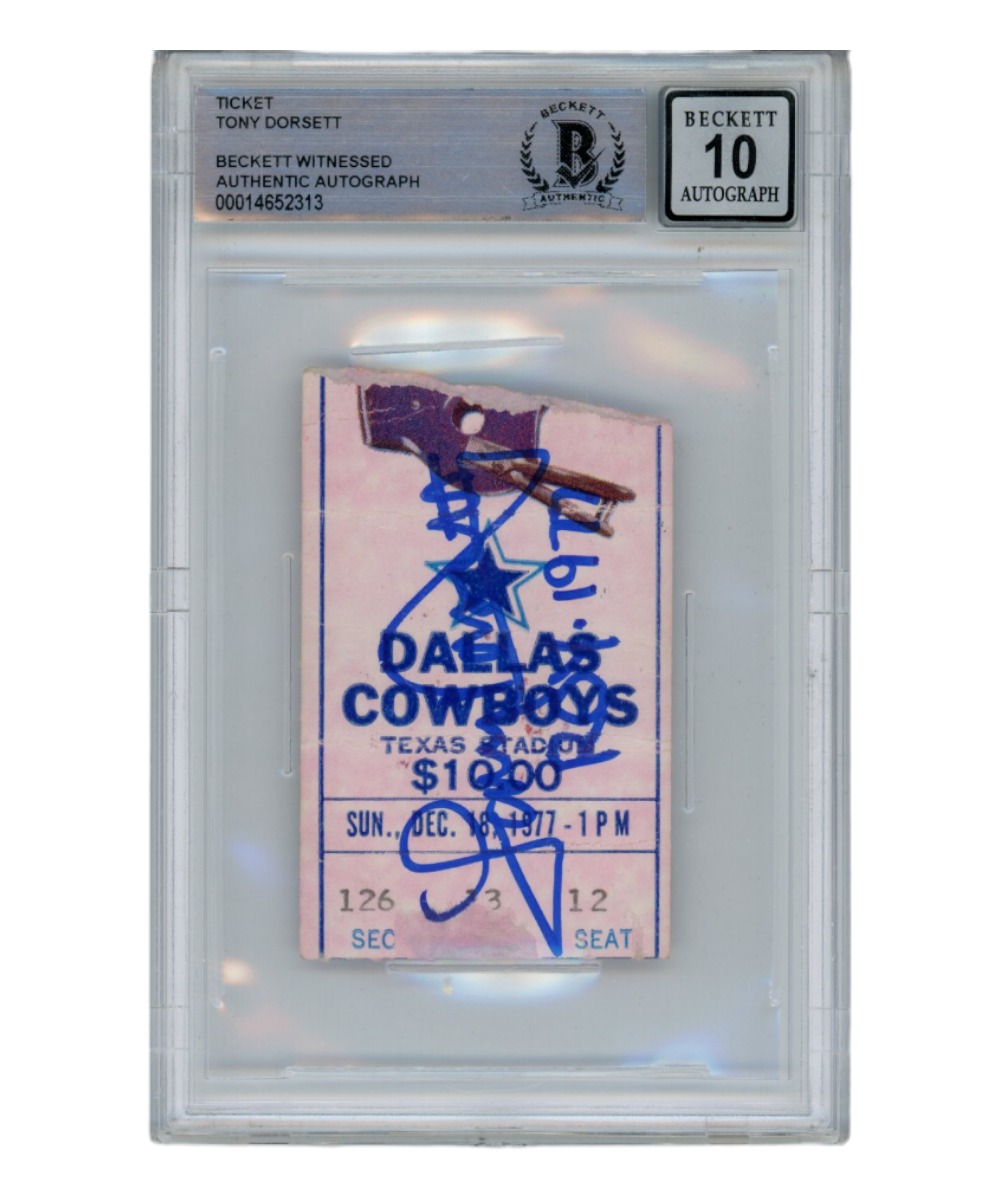 TICKET
TONY DORSETT
BECKETT WITNESSED
AUTHENTIC AUTOGRAPH
00014652313
BECKETT
B
AUTHENTIC
BECKETT
10
AUTOGRAPH
DALLAS
COWBOYS
TEXAS STADIUM
$10.00
SUN., DEC. 18, 1977 - 1 PM
126 12
SEC SEAT
1977